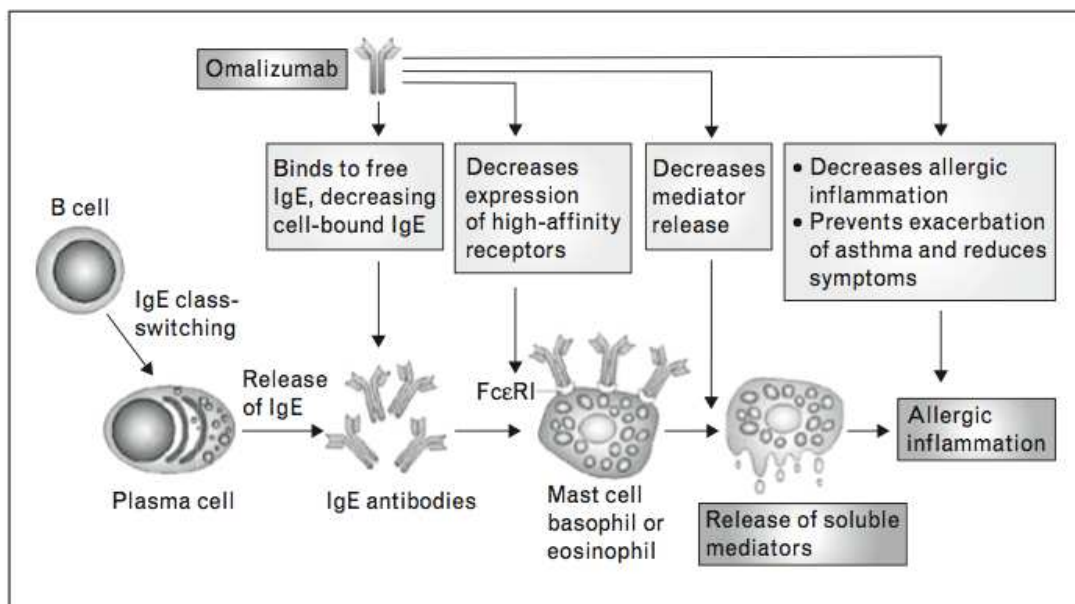 Omalizumab
Binds to free
IgE, decreasing
cell-bound IgE
Decreases
expression
of high-affinity
receptors
Decreases
mediator
release
• Decreases allergic
inflammation
• Prevents exacerbation
of asthma and reduces
symptoms
B cell
IgE class-
switching
Release
of IgE
FcεRI
Allergic
inflammation
Plasma cell
IgE antibodies
Mast cell
basophil or
eosinophil
Release of soluble
mediators